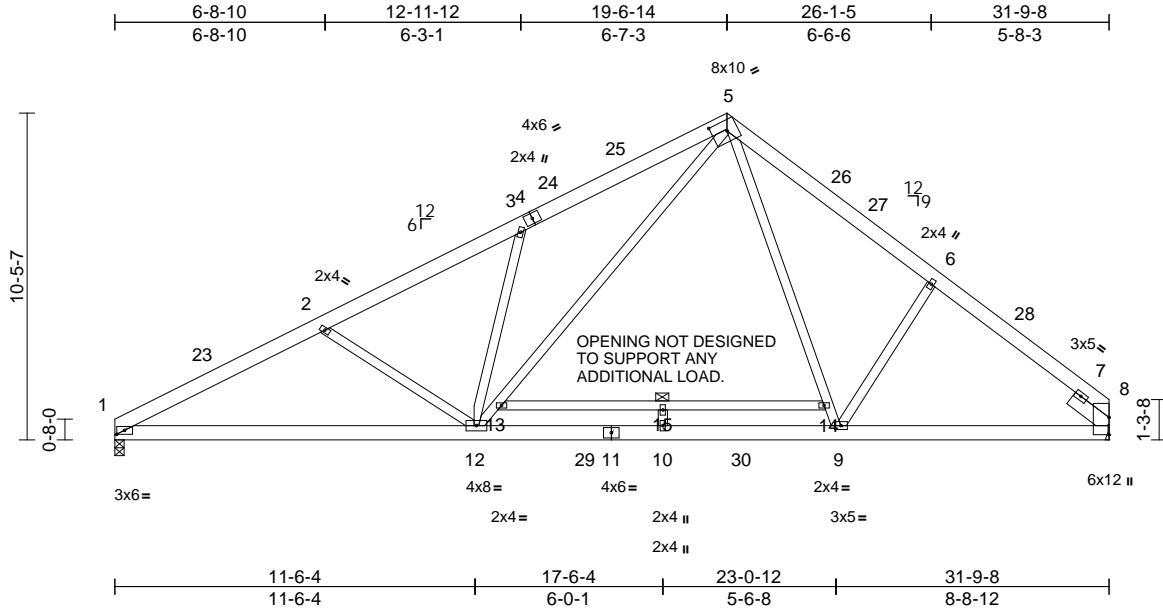 6-8-10 12-11-12 19-6-14 26-1-5 31-9-8
6-8-10 6-3-1 6-7-3 6-6-6 5-8-3
8x10 =
5
4x6 =
25
2x4 II
24
3 4
26
12
6
27
12
9
2x4 =
6
2x4 =
2
28
10-5-7
23
OPENING NOT DESIGNED
TO SUPPORT ANY
ADDITIONAL LOAD.
3x5 =
7
8
1
0-8-0
13 15 14
1-3-8
12 29 11 10 30 9
6x12 II
3x6 =
4x8 = 4x6 = 2x4 =
2x4 = 2x4 II 3x5 =
2x4 II
11-6-4 17-6-4 23-0-12 31-9-8
11-6-4 6-0-1 5-6-8 8-8-12